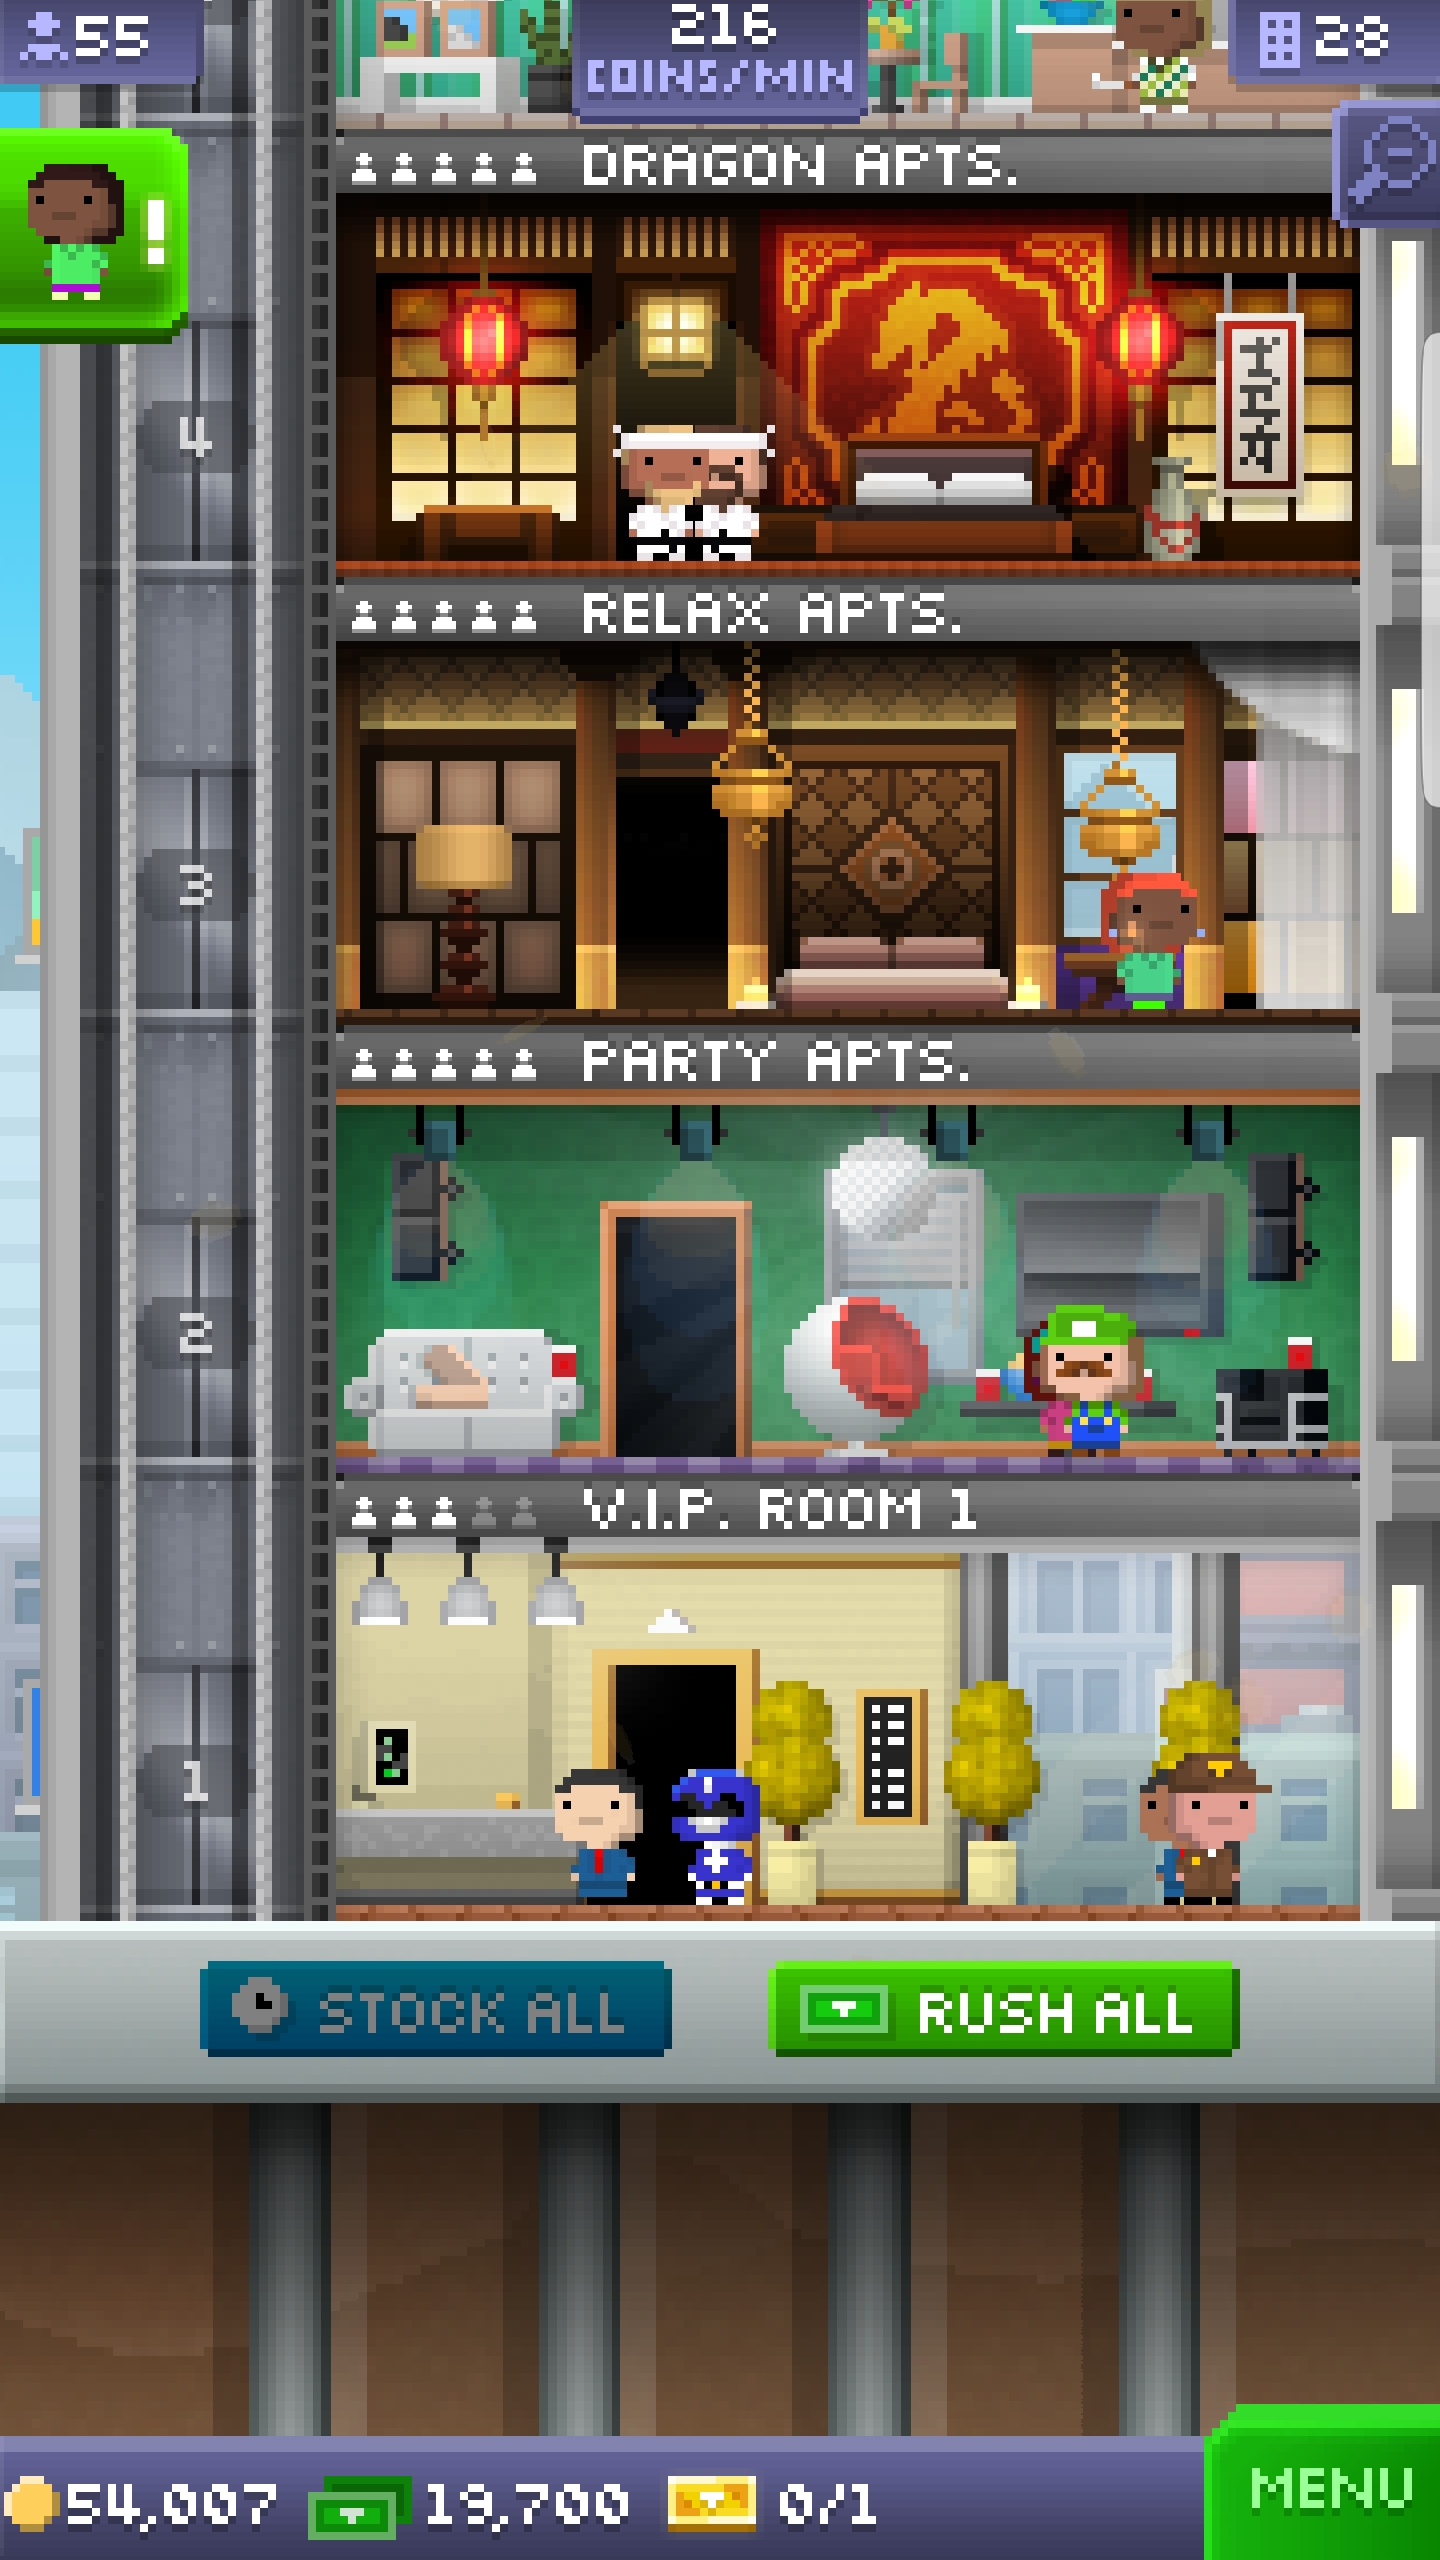 55
216
COINS/MIN
28
!
DRAGON APTS.
4
RELAX APTS.
3
PARTY APTS.
2
V.I.P. ROOM 1
1
STOCK ALL
RUSH ALL
54,007
19,700
0/1
MENU